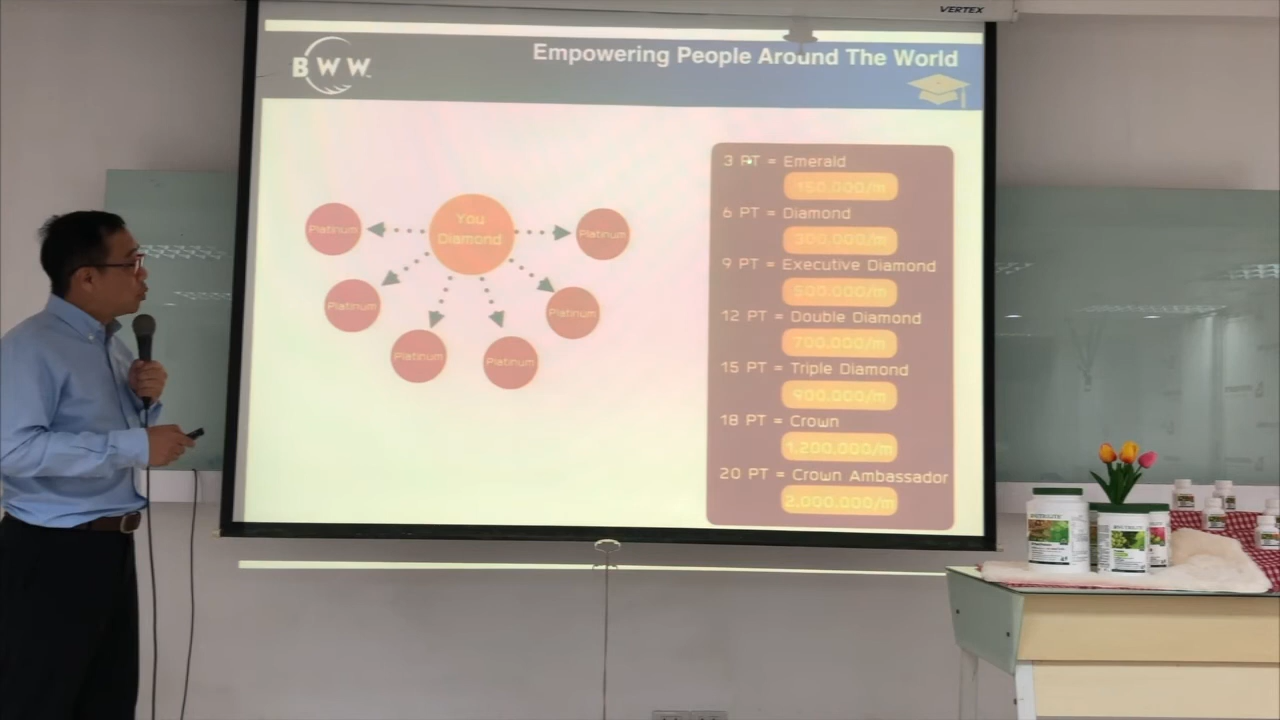 VERTEX
BWW
Empowering People Around The World
You
Diamond
Platinum
Platinum
Platinum
Platinum
Platinum
Platinum
3 PT = Emerald
150.000/m
6 PT = Diamond
300.000/m
9 PT = Executive Diamond
500.000/m
12 PT = Double Diamond
700.000/m
15 PT = Triple Diamond
900.000/m
18 PT = Crown
1,200,000/m
20 PT = Crown Ambassador
2,000,000/m
NUTRILITE
NUTRILITE